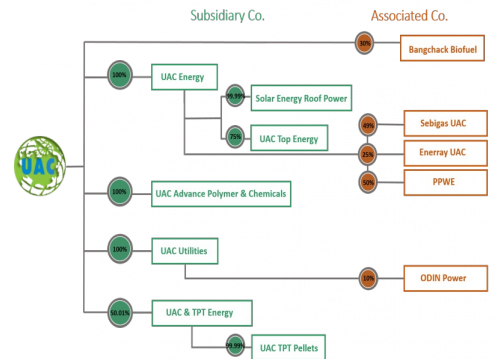 Subsidiary Co.
Associated Co.
30%
Bangchack Biofuel
100%
UAC Energy
99.99%
Solar Energy Roof Power
75%
UAC Top Energy
49%
Sebigas UAC
25%
Enerray UAC
50%
PPWE
UAC
100%
UAC Advance Polymer & Chemicals
100%
UAC Utilities
10%
ODIN Power
50.01%
UAC & TPT Energy
99.99%
UAC TPT Pellets